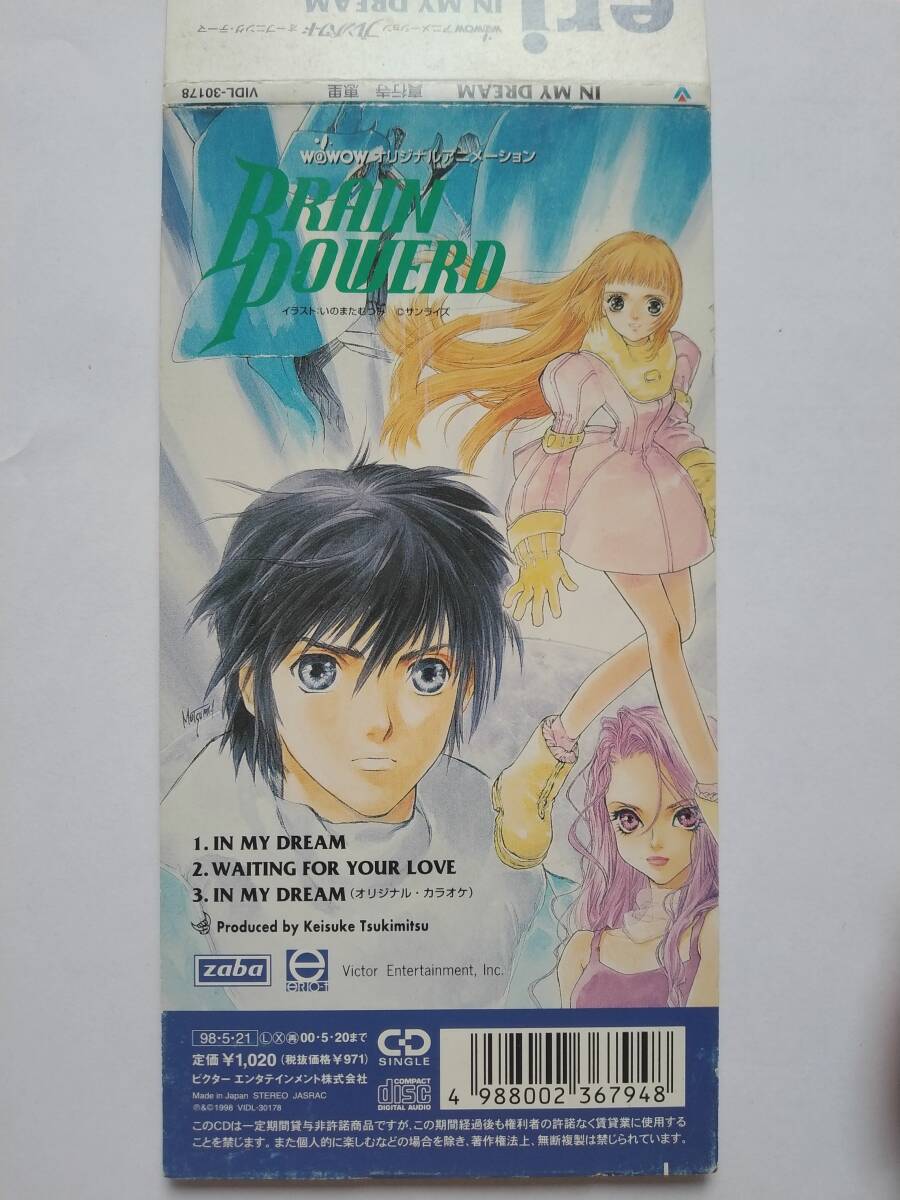 eri
IN MY DREAM
WOWOWアニメーション ブレンパワード オープニング・テーマ
IN MY DREAM 真行寺 恵里 VIDL-30178
W@WOW オリジナルアニメーション
BRAIN
POWERD
イラスト:いのまたむつみ ©サンライズ
Mutsumi
1. IN MY DREAM
2. WAITING FOR YOUR LOVE
3. IN MY DREAM (オリジナル・カラオケ)
Produced by Keisuke Tsukimitsu
zaba
e
ERIO-1
Victor Entertainment, Inc.
98・5・21 Ⓛ Ⓧ ㊢ 00・5・20まで
定価¥1,020 (税抜価格¥971)
ビクター エンタテインメント株式会社
Made in Japan STEREO JASRAC
℗&©1998 VIDL-30178
CD
SINGLE
COMPACT
disc
DIGITAL AUDIO
4 988002 367948
このCDは一定期間貸与非許諾商品ですが、この期間経過後も権利者の許諾なく賃貸業に使用する
ことを禁じます。また個人的に楽しむなどの場合を除き、著作権法上、無断複製は禁じられています。